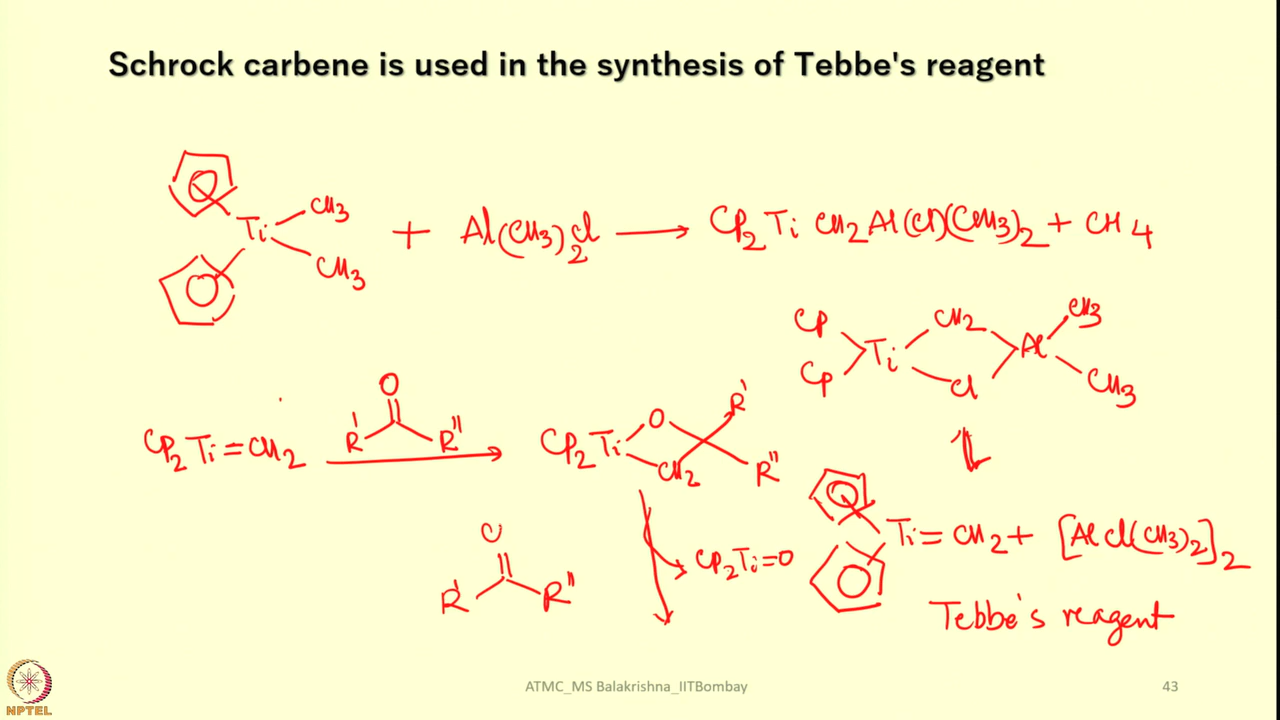 Schrock carbene is used in the synthesis of Tebbe's reagent
Ti CH3 CH3 + Al(CH3)2Cl → Cp2Ti CH2Al(Cl)(CH3)2 + CH4
Cp Cp Ti CH2 Cl Al CH3 CH3
Cp2Ti=CH2 R' O R'' → Cp2Ti O CH2 R' R''
Ti=CH2 + [AlCl(CH3)2]2
R' R''
Cp2Ti=O
Tebbe's reagent
ATMC_MS Balakrishna_IITBombay 43
NPTEL